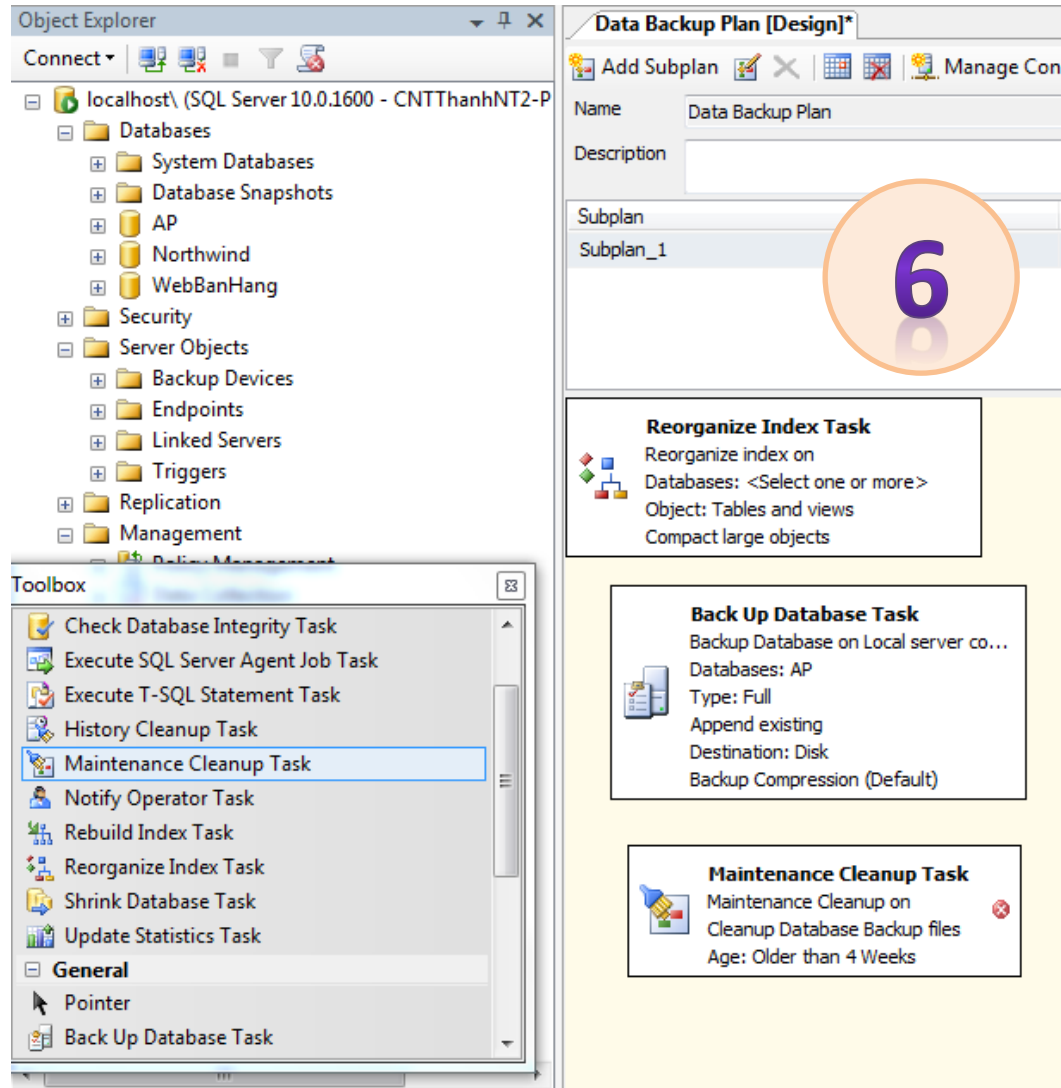 Object Explorer
Connect
localhost\ (SQL Server 10.0.1600 - CNTThanhNT2-P
Databases
System Databases
Database Snapshots
AP
Northwind
WebBanHang
Security
Server Objects
Backup Devices
Endpoints
Linked Servers
Triggers
Replication
Management
Policy Management
Toolbox
Check Database Integrity Task
Execute SQL Server Agent Job Task
Execute T-SQL Statement Task
History Cleanup Task
Maintenance Cleanup Task
Notify Operator Task
Rebuild Index Task
Reorganize Index Task
Shrink Database Task
Update Statistics Task
General
Pointer
Back Up Database Task
Data Backup Plan [Design]*
Add Subplan
Manage Con
Name
Data Backup Plan
Description
Subplan
Subplan_1
6
Reorganize Index Task
Reorganize index on
Databases: <Select one or more>
Object: Tables and views
Compact large objects
Back Up Database Task
Backup Database on Local server co...
Databases: AP
Type: Full
Append existing
Destination: Disk
Backup Compression (Default)
Maintenance Cleanup Task
Maintenance Cleanup on
Cleanup Database Backup files
Age: Older than 4 Weeks